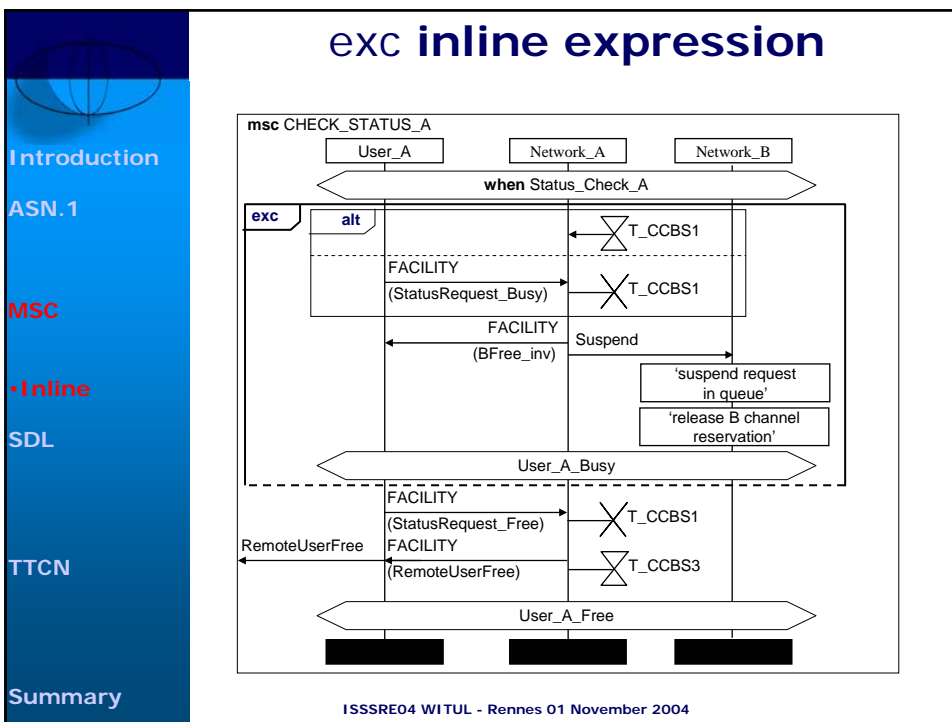 exc inline expression
Introduction
ASN.1
MSC
•Inline
SDL
TTCN
Summary
msc CHECK_STATUS_A
User_A
Network_A
Network_B
when Status_Check_A
exc
alt
T_CCBS1
FACILITY
(StatusRequest_Busy)
T_CCBS1
FACILITY
(BFree_inv)
Suspend
‘suspend request
in queue’
‘release B channel
reservation’
User_A_Busy
FACILITY
(StatusRequest_Free)
T_CCBS1
RemoteUserFree
FACILITY
(RemoteUserFree)
T_CCBS3
User_A_Free
ISSSRE04 WITUL - Rennes 01 November 2004